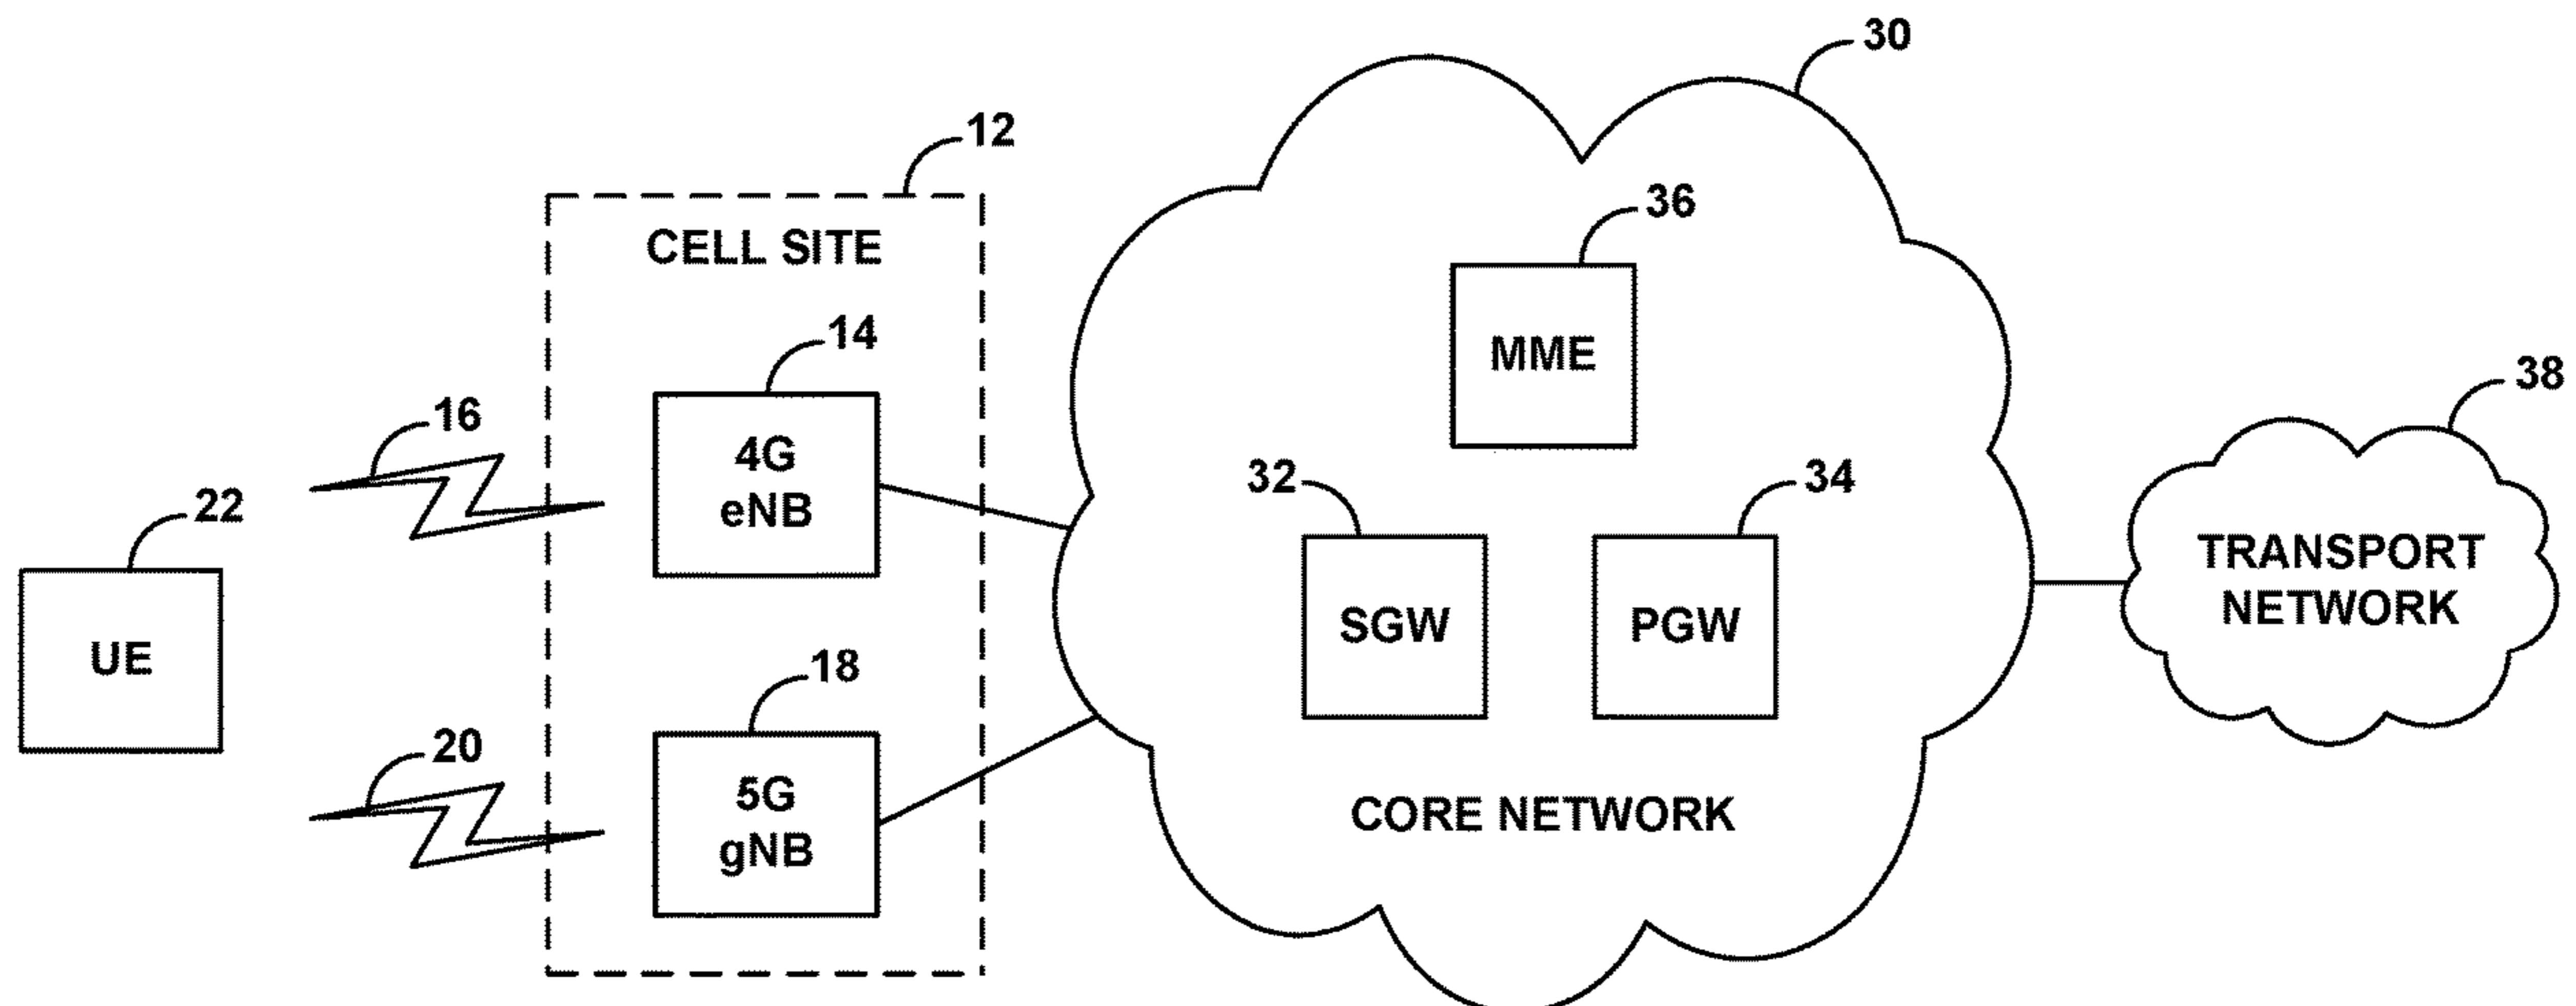 30
12
CELL SITE
36
14
MME
38
16
4G
eNB
32
34
22
TRANSPORT
NETWORK
SGW
PGW
UE
18
20
5G
gNB
CORE NETWORK